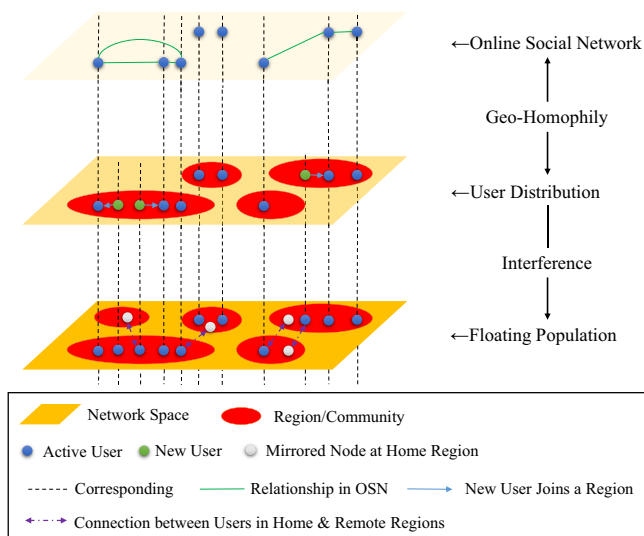 ←Online Social Network
Geo-Homophily
←User Distribution
Interference
←Floating Population
Network Space Region/Community
Active User New User Mirrored Node at Home Region
Corresponding Relationship in OSN New User Joins a Region
Connection between Users in Home & Remote Regions